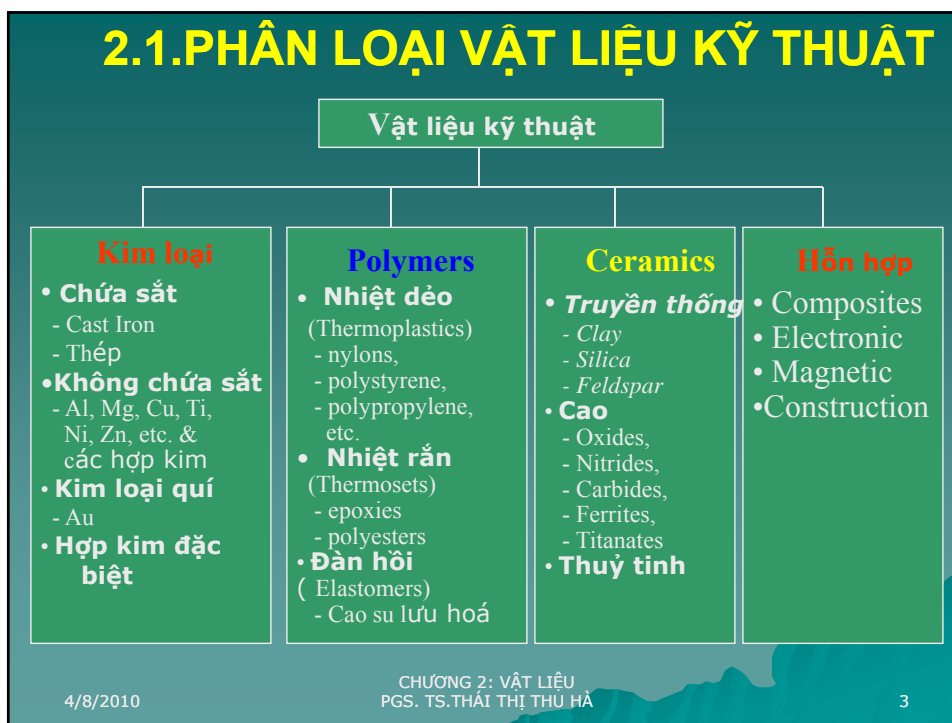 2.1.PHÂN LOẠI VẬT LIỆU KỸ THUẬT
Vật liệu kỹ thuật
Kim loại
• Chứa sắt
- Cast Iron
- Thép
•Không chứa sắt
- Al, Mg, Cu, Ti,
Ni, Zn, etc. &
các hợp kim
• Kim loại quí
- Au
• Hợp kim đặc
biệt
Polymers
• Nhiệt dẻo
(Thermoplastics)
- nylons,
- polystyrene,
- polypropylene,
etc.
• Nhiệt rắn
(Thermosets)
- epoxies
- polyesters
• Đàn hồi
( Elastomers)
- Cao su lưu hoá
Ceramics
• Truyền thống
- Clay
- Silica
- Feldspar
• Cao
- Oxides,
- Nitrides,
- Carbides,
- Ferrites,
- Titanates
• Thuỷ tinh
Hỗn hợp
• Composites
• Electronic
• Magnetic
•Construction
4/8/2010
CHƯƠNG 2: VẬT LIỆU
PGS. TS.THÁI THỊ THU HÀ
3